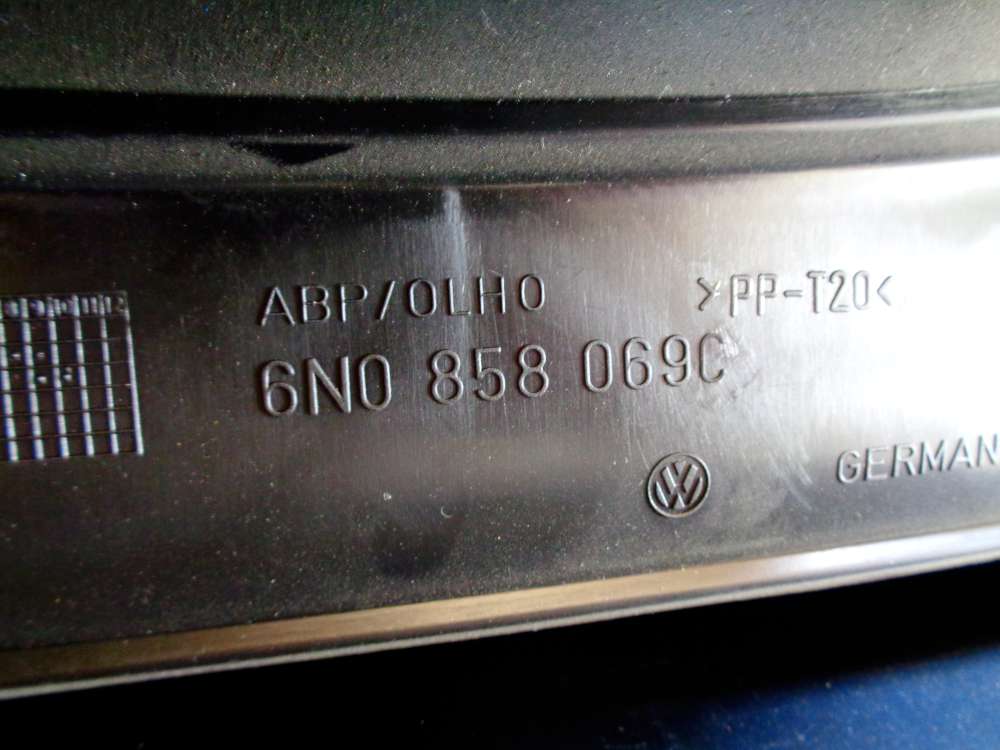 ABP/OLHO >PP-T20<
6N0 858 069C
GERMAN